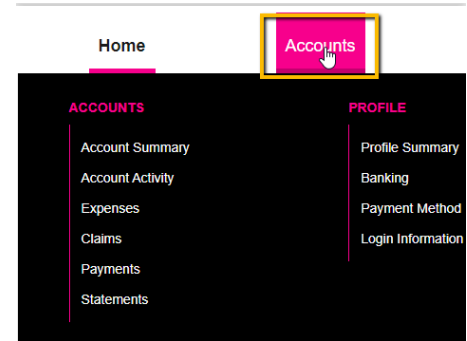 Home
Accounts
ACCOUNTS
Account Summary
Account Activity
Expenses
Claims
Payments
Statements
PROFILE
Profile Summary
Banking
Payment Method
Login Information